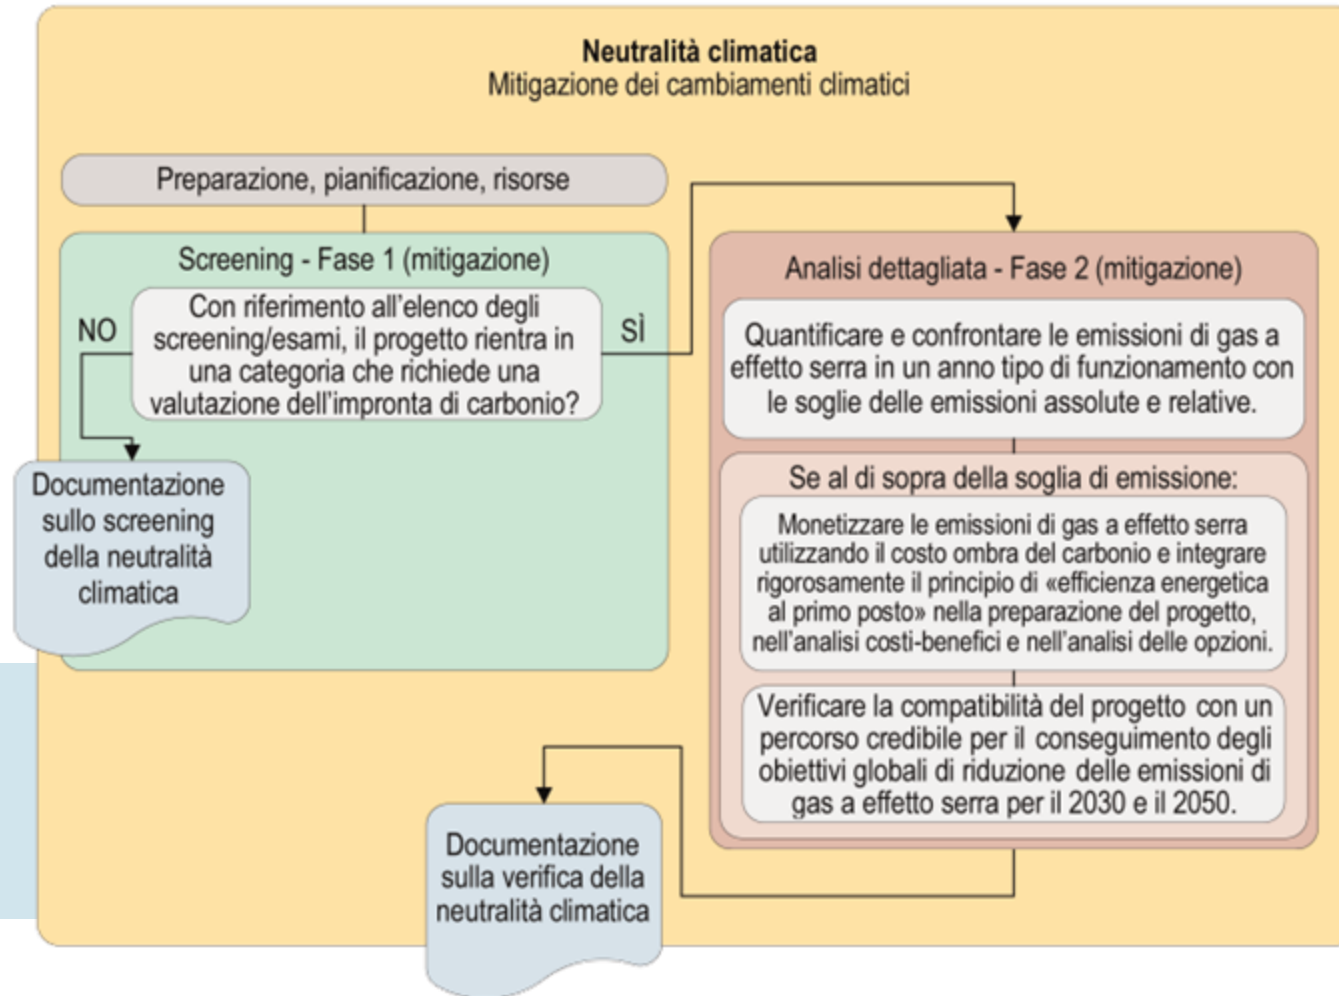 Neutralità climatica
Mitigazione dei cambiamenti climatici
Preparazione, pianificazione, risorse
Screening - Fase 1 (mitigazione)
NO
Con riferimento all'elenco degli
screening/esami, il progetto rientra in
una categoria che richiede una
valutazione dell'impronta di carbonio?
SÌ
Documentazione
sullo screening
della neutralità
climatica
Analisi dettagliata - Fase 2 (mitigazione)
Quantificare e confrontare le emissioni di gas a
effetto serra in un anno tipo di funzionamento con
le soglie delle emissioni assolute e relative.
Se al di sopra della soglia di emissione:
Monetizzare le emissioni di gas a effetto serra
utilizzando il costo ombra del carbonio e integrare
rigorosamente il principio di «efficienza energetica
al primo posto» nella preparazione del progetto,
nell'analisi costi-benefici e nell'analisi delle opzioni.
Verificare la compatibilità del progetto con un
percorso credibile per il conseguimento degli
obiettivi globali di riduzione delle emissioni di
gas a effetto serra per il 2030 e il 2050.
Documentazione
sulla verifica della
neutralità climatica